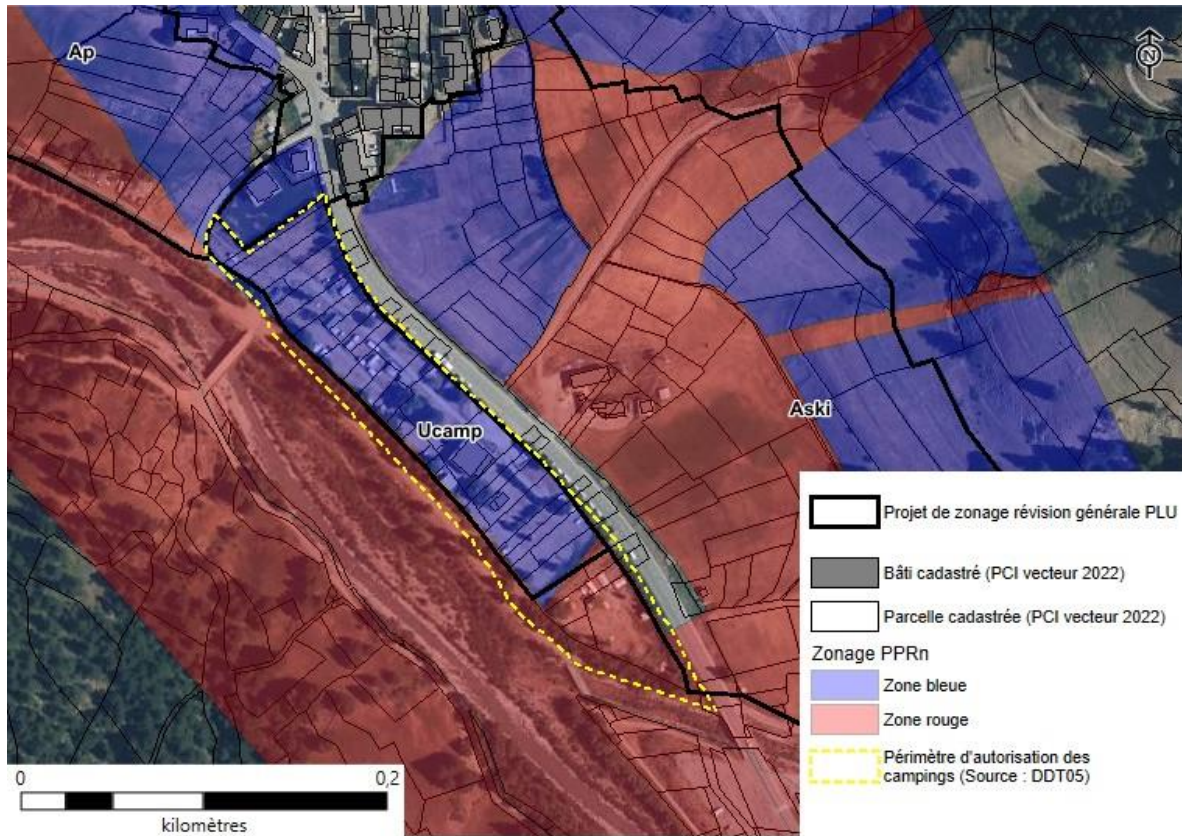 Ap
N
Ucamp
Aski
Projet de zonage révision générale PLU
Bâti cadastré (PCI vecteur 2022)
Parcelle cadastrée (PCI vecteur 2022)
Zonage PPRn
Zone bleue
Zone rouge
Périmètre d'autorisation des
campings (Source : DDT05)
0 0,2
kilomètres